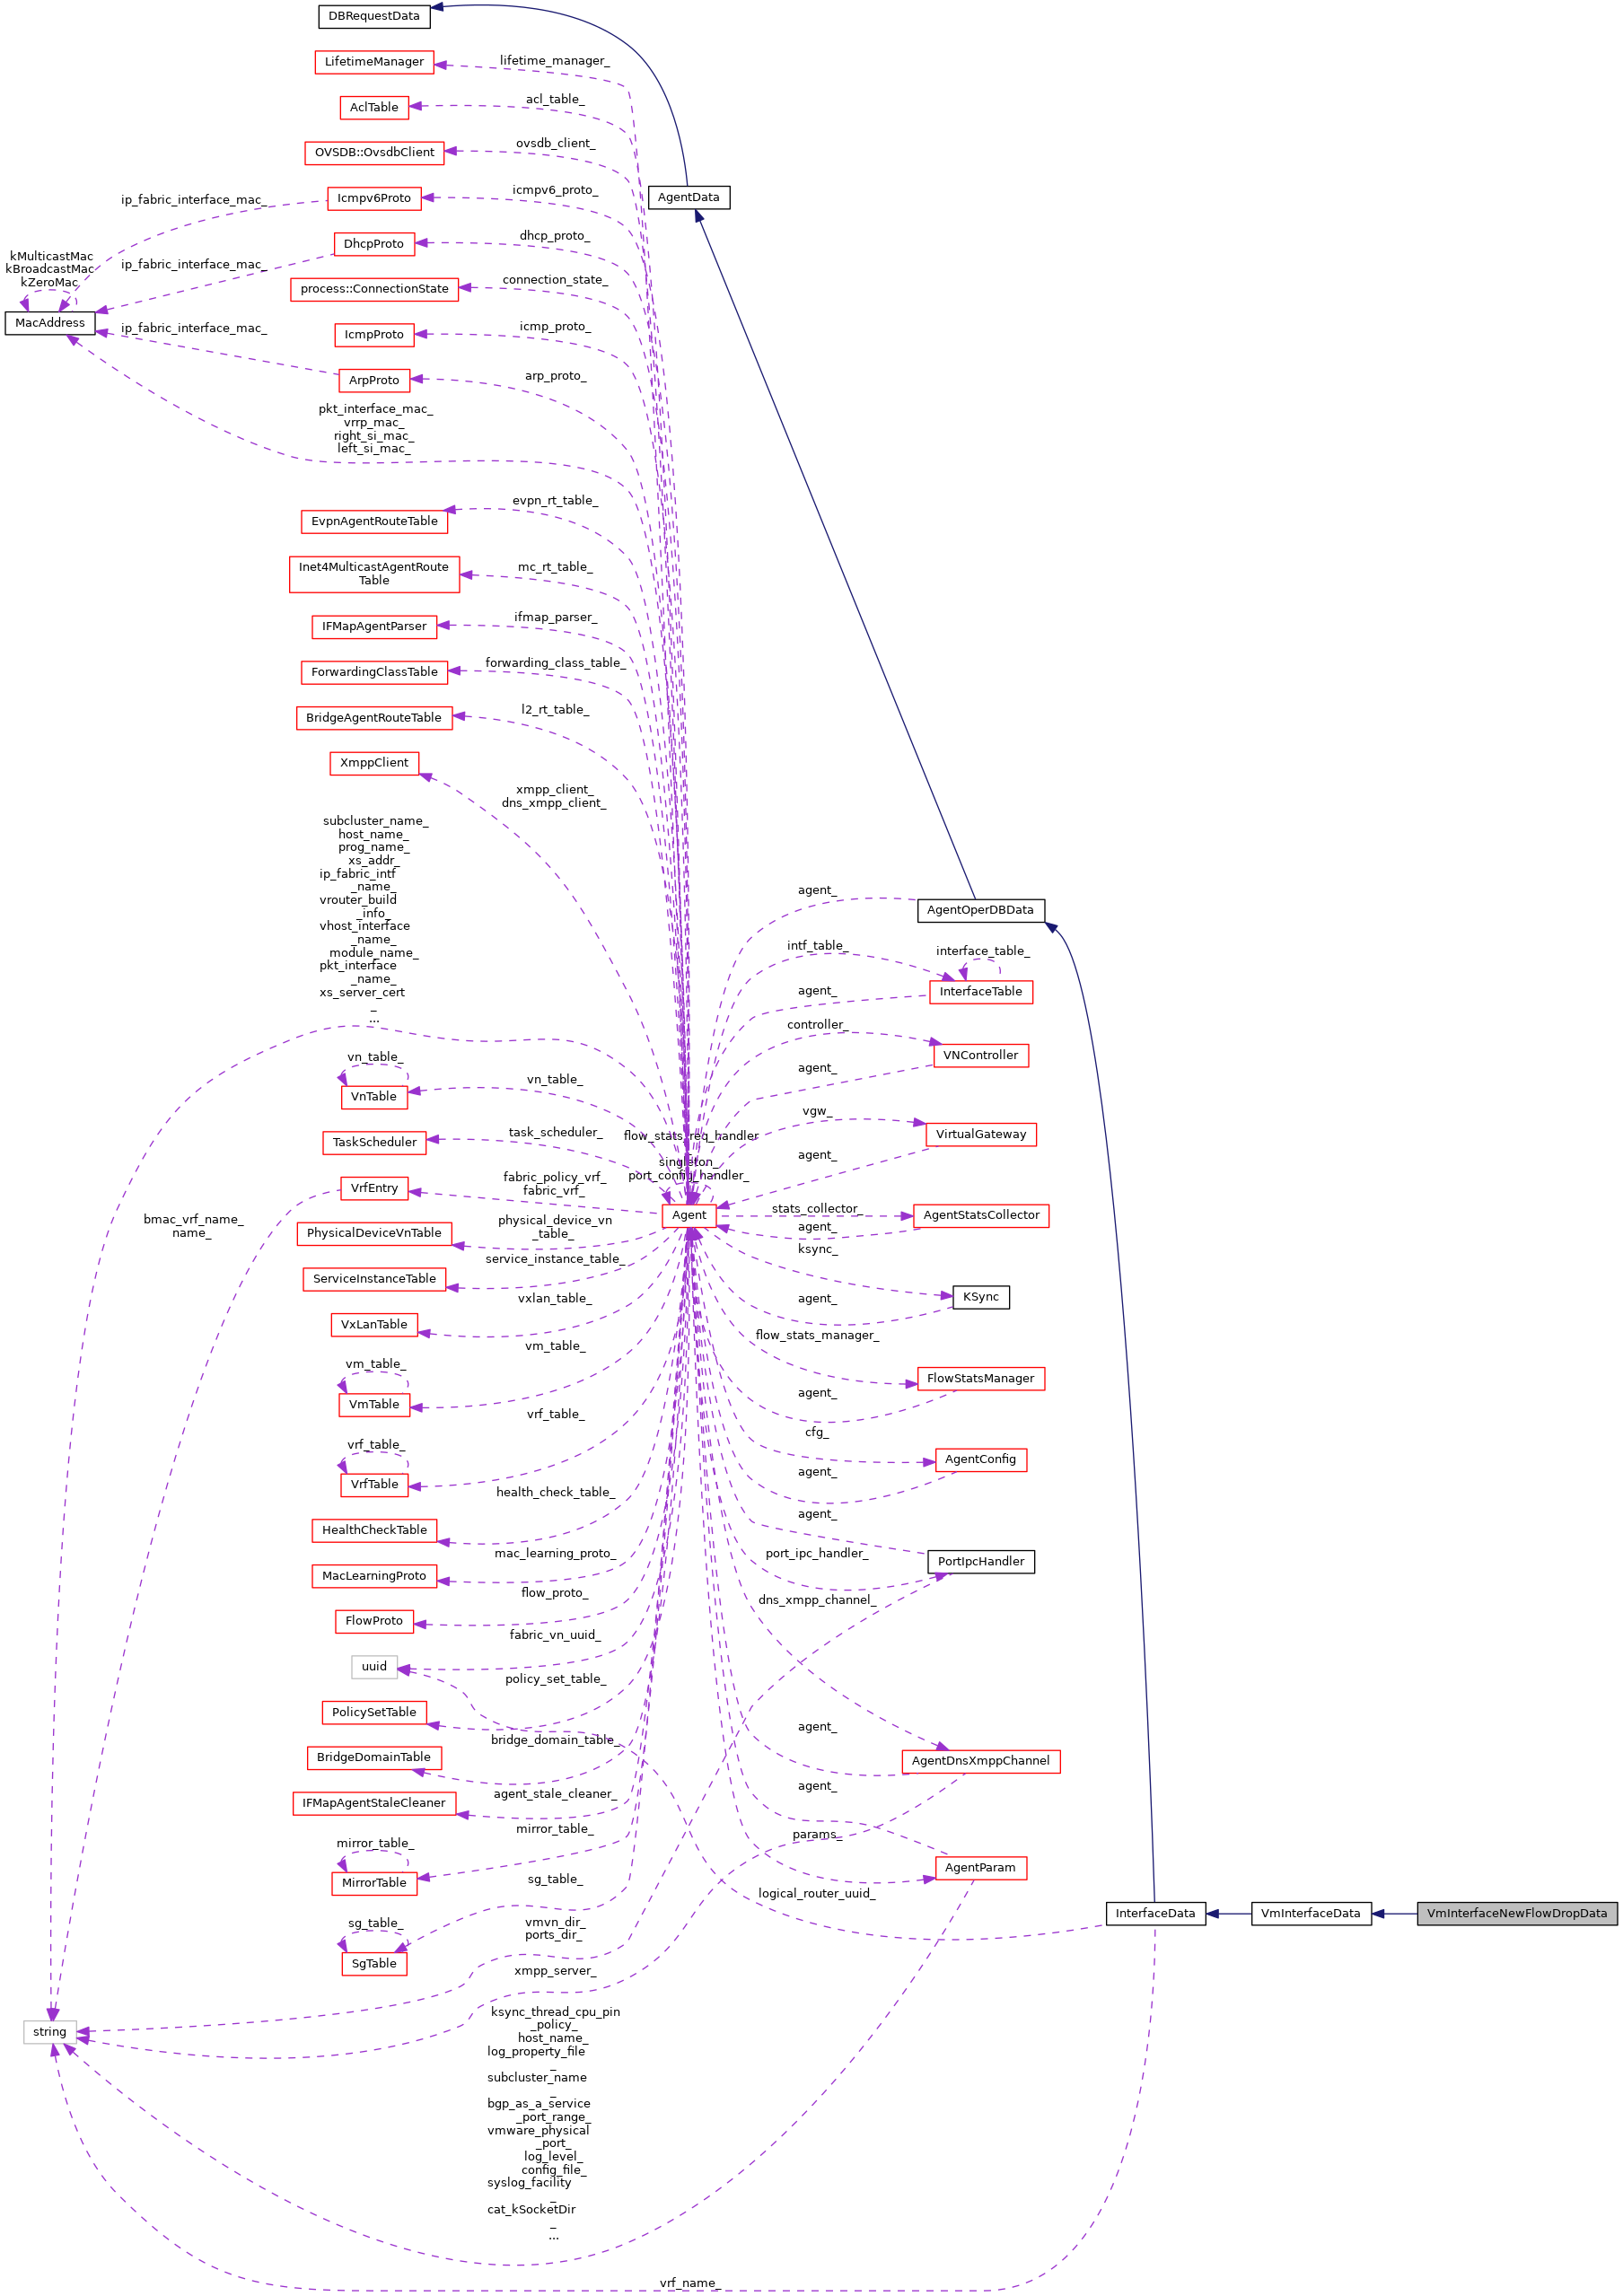 DBRequestData
LifetimeManager
lifetime_manager_
AclTable
acl_table_
OVSDB::OvsdbClient
ovsdb_client_
AgentData
Icmpv6Proto
icmpv6_proto_
ip_fabric_interface_mac_
DhcpProto
dhcp_proto_
ip_fabric_interface_mac_
kMulticastMac
kBroadcastMac
kZeroMac
process::ConnectionState
connection_state_
MacAddress
ip_fabric_interface_mac_
IcmpProto
icmp_proto_
ArpProto
arp_proto_
pkt_interface_mac_
vrrp_mac_
right_si_mac_
left_si_mac_
EvpnAgentRouteTable
evpn_rt_table_
Inet4MulticastAgentRoute
Table
mc_rt_table_
IFMapAgentParser
ifmap_parser_
ForwardingClassTable
forwarding_class_table_
BridgeAgentRouteTable
l2_rt_table_
XmppClient
xmpp_client_
dns_xmpp_client_
subcluster_name_
host_name_
prog_name_
xs_addr_
ip_fabric_intf
_name_
vrouter_build
_info_
vhost_interface
_name_
module_name_
pkt_interface
_name_
xs_server_cert
_
...
agent_
AgentOperDBData
intf_table_
interface_table_
agent_
InterfaceTable
controller_
VNController
agent_
vn_table_
VnTable
vn_table_
vgw_
VirtualGateway
agent_
TaskScheduler
task_scheduler_
flow_stats_req_handler
_
singleton_
port_config_handler_
VrfEntry
fabric_policy_vrf_
fabric_vrf_
Agent
stats_collector_
AgentStatsCollector
agent_
bmac_vrf_name_
name_
PhysicalDeviceVnTable
physical_device_vn
_table_
ksync_
KSync
agent_
ServiceInstanceTable
service_instance_table_
VxLanTable
vxlan_table_
flow_stats_manager_
FlowStatsManager
agent_
vm_table_
VmTable
vm_table_
cfg_
AgentConfig
agent_
vrf_table_
VrfTable
vrf_table_
HealthCheckTable
health_check_table_
agent_
PortIpcHandler
port_ipc_handler_
MacLearningProto
mac_learning_proto_
FlowProto
flow_proto_
dns_xmpp_channel_
uuid
fabric_vn_uuid_
PolicySetTable
policy_set_table_
BridgeDomainTable
bridge_domain_table_
agent_
AgentDnsXmppChannel
IFMapAgentStaleCleaner
agent_stale_cleaner_
agent_
mirror_table_
MirrorTable
mirror_table_
params_
AgentParam
sg_table_
logical_router_uuid_
InterfaceData
VmInterfaceData
VmInterfaceNewFlowDropData
sg_table_
SgTable
vmvn_dir_
ports_dir_
xmpp_server_
string
ksync_thread_cpu_pin
_policy_
host_name_
log_property_file
_
subcluster_name
_
bgp_as_a_service
_port_range_
vmware_physical
_port_
log_level_
config_file_
syslog_facility
_
cat_kSocketDir
_
...
vrf_name_